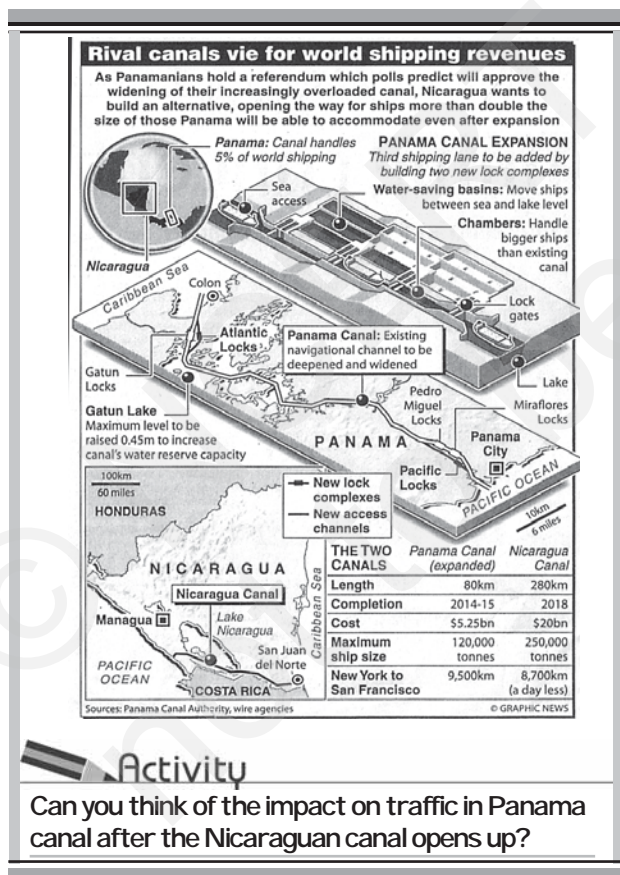 Rival canals vie for world shipping revenues
As Panamanians hold a referendum which polls predict will approve the
widening of their increasingly overloaded canal, Nicaragua wants to
build an alternative, opening the way for ships more than double the
size of those Panama will be able to accommodate even after expansion
Panama: Canal handles
5% of world shipping
PANAMA CANAL EXPANSION
Third shipping lane to be added by
building two new lock complexes
Sea
access
Water-saving basins: Move ships
between sea and lake level
Chambers: Handle
bigger ships
than existing
canal
Nicaragua
Lock
gates
Lake
Caribbean Sea
Colon
Atlantic
Locks
Panama Canal: Existing
navigational channel to be
deepened and widened
Gatun
Locks
Gatun Lake
Maximum level to be
raised 0.45m to increase
canal's water reserve capacity
Pedro
Miguel
Locks
Miraflores
Locks
PANAMA
Panama
City
Pacific
Locks
PACIFIC OCEAN
10km
6 miles
100km
60 miles
HONDURAS
New lock
complexes
New access
channels
NICARAGUA
Nicaragua Canal
Managua
Lake
Nicaragua
Caribbean Sea
San Juan
del Norte
PACIFIC
OCEAN
COSTA RICA
THE TWO CANALS Panama Canal (expanded) Nicaragua Canal
Length 80km 280km
Completion 2014-15 2018
Cost $5.25bn $20bn
Maximum ship size 120,000 tonnes 250,000 tonnes
New York to San Francisco 9,500km 8,700km (a day less)
Sources: Panama Canal Authority, wire agencies
© GRAPHIC NEWS
Activity
Can you think of the impact on traffic in Panama
canal after the Nicaraguan canal opens up?